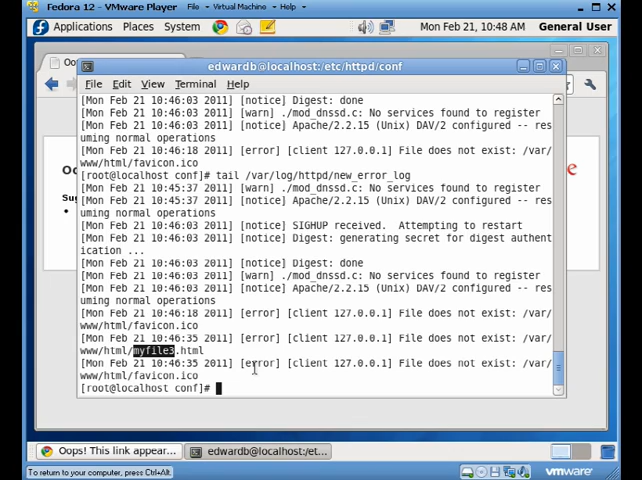 Fedora 12 - VMware Player File Virtual Machine Help
Applications Places System Mon Feb 21, 10:48 AM General User
edwardb@localhost:/etc/httpd/conf
File Edit View Terminal Help
[Mon Feb 21 10:46:03 2011] [notice] Digest: done
[Mon Feb 21 10:46:03 2011] [warn] ./mod_dnssd.c: No services found to register
[Mon Feb 21 10:46:03 2011] [notice] Apache/2.2.15 (Unix) DAV/2 configured -- res
uming normal operations
[Mon Feb 21 10:46:18 2011] [error] [client 127.0.0.1] File does not exist: /var/
www/html/favicon.ico
[root@localhost conf]# tail /var/log/httpd/new_error_log
[Mon Feb 21 10:45:37 2011] [warn] ./mod_dnssd.c: No services found to register
[Mon Feb 21 10:45:37 2011] [notice] Apache/2.2.15 (Unix) DAV/2 configured -- res
uming normal operations
[Mon Feb 21 10:46:03 2011] [notice] SIGHUP received.  Attempting to restart
[Mon Feb 21 10:46:03 2011] [notice] Digest: generating secret for digest authent
ication ...
[Mon Feb 21 10:46:03 2011] [notice] Digest: done
[Mon Feb 21 10:46:03 2011] [warn] ./mod_dnssd.c: No services found to register
[Mon Feb 21 10:46:03 2011] [notice] Apache/2.2.15 (Unix) DAV/2 configured -- res
uming normal operations
[Mon Feb 21 10:46:18 2011] [error] [client 127.0.0.1] File does not exist: /var/
www/html/favicon.ico
[Mon Feb 21 10:46:35 2011] [error] [client 127.0.0.1] File does not exist: /var/
www/html/myfile3.html
[Mon Feb 21 10:46:35 2011] [error] [client 127.0.0.1] File does not exist: /var/
www/html/favicon.ico
[root@localhost conf]#
Oops! This link appear... edwardb@localhost:/et...
To return to your computer, press Ctrl+Alt. vmware